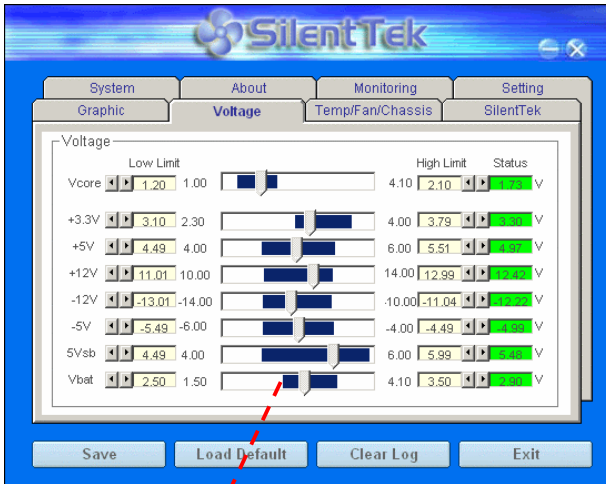 SilentTek
System About Monitoring Setting
Graphic Voltage Temp/Fan/Chassis SilentTek
Voltage
Low Limit High Limit Status
Vcore 1.20 1.00 4.10 2.10 1.73 V
+3.3V 3.10 2.30 4.00 3.79 3.30 V
+5V 4.49 4.00 6.00 5.51 4.97 V
+12V 11.01 10.00 14.00 12.99 12.42 V
-12V -13.01 -14.00 -10.00 -11.04 -12.22 V
-5V -5.49 -6.00 -4.00 -4.49 -4.99 V
5Vsb 4.49 4.00 6.00 5.99 5.48 V
Vbat 2.50 1.50 4.10 3.50 2.90 V
Save Load Default Clear Log Exit